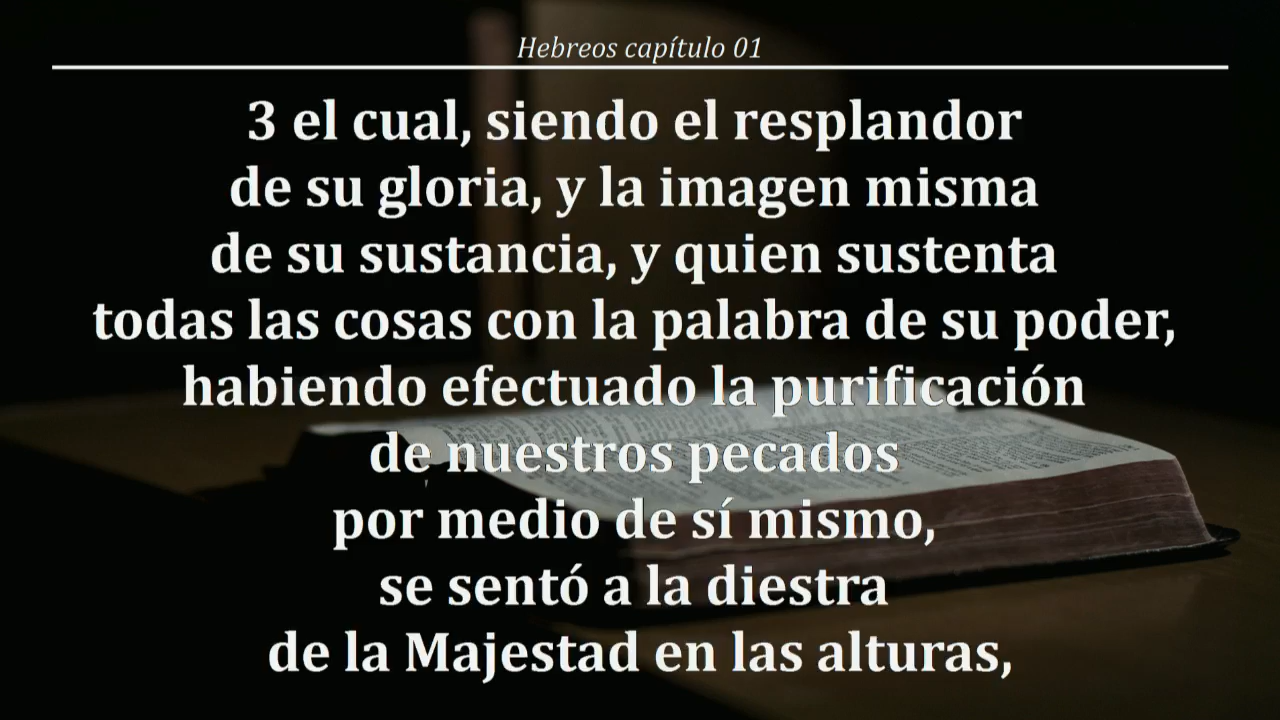 Hebreos capítulo 01
3 el cual, siendo el resplandor
de su gloria, y la imagen misma
de su sustancia, y quien sustenta
todas las cosas con la palabra de su poder,
habiendo efectuado la purificación
de nuestros pecados
por medio de sí mismo,
se sentó a la diestra
de la Majestad en las alturas,